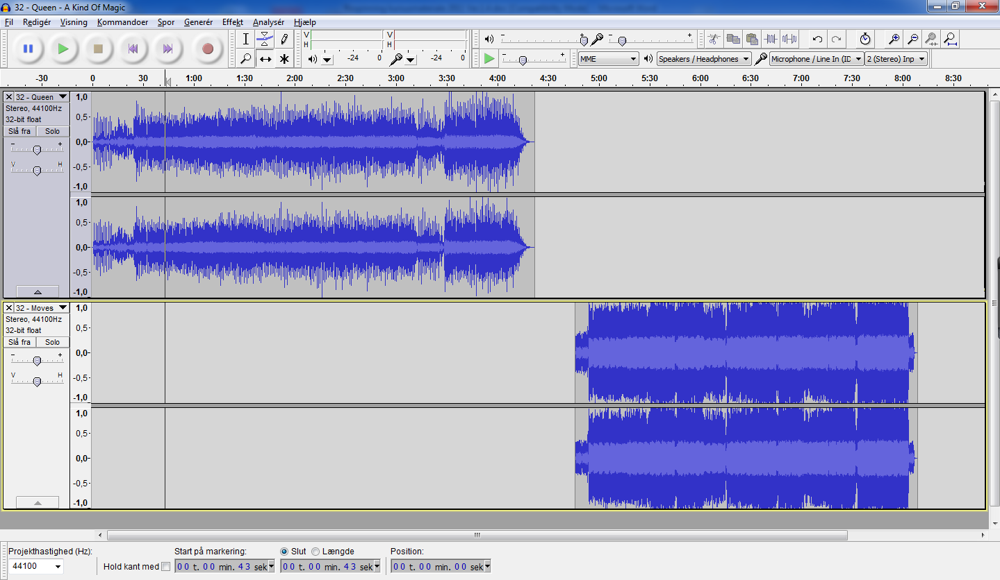 32 - Queen - A Kind Of Magic
Fil Redigér Visning Kommandoer Spor Generér Effekt Analysér Hjælp
V V
H H
-24 0 -24 0
MME Speakers / Headphones Microphone / Line In (ID 2 (Stereo) Inp
-30 0 30 1:00 1:30 2:00 2:30 3:00 3:30 4:00 4:30 5:00 5:30 6:00 6:30 7:00 7:30 8:00 8:30
32 - Queen
Stereo, 44100Hz
32-bit float
Slå fra Solo
- +
V H
1,0
0,5-
0,0-
-0,5-
-1,0
1,0
0,5-
0,0-
-0,5-
-1,0
32 - Moves
Stereo, 44100Hz
32-bit float
Slå fra Solo
- +
V H
1,0
0,5-
0,0-
-0,5-
-1,0
1,0
0,5-
0,0-
-0,5-
-1,0
Projekthastighed (Hz): Start på markering: Slut Længde Position:
44100 Hold kant med 00 t. 00 min. 43 sek 00 t. 00 min. 43 sek 00 t. 00 min. 00 sek